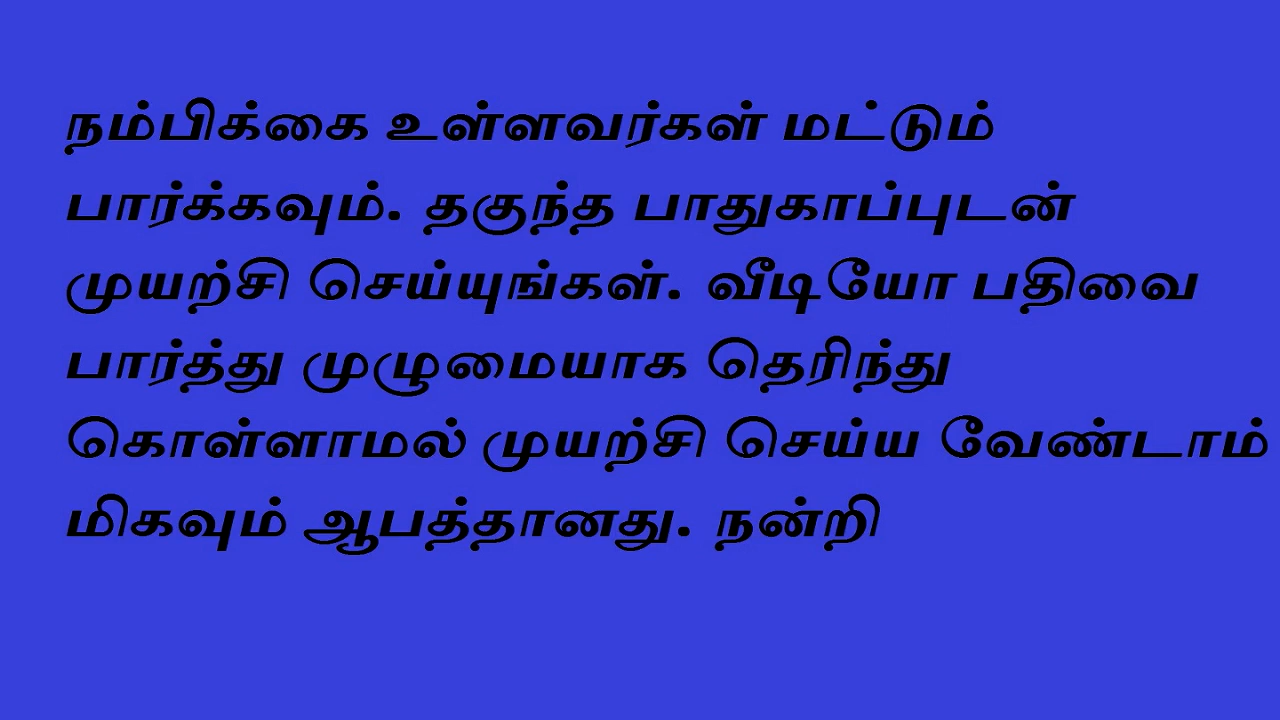 நம்பிக்கை உள்ளவர்கள் மட்டும்
பார்க்கவும். தகுந்த பாதுகாப்புடன்
முயற்சி செய்யுங்கள். வீடியோ பதிவை
பார்த்து முழுமையாக தெரிந்து
கொள்ளாமல் முயற்சி செய்ய வேண்டாம்
மிகவும் ஆபத்தானது. நன்றி